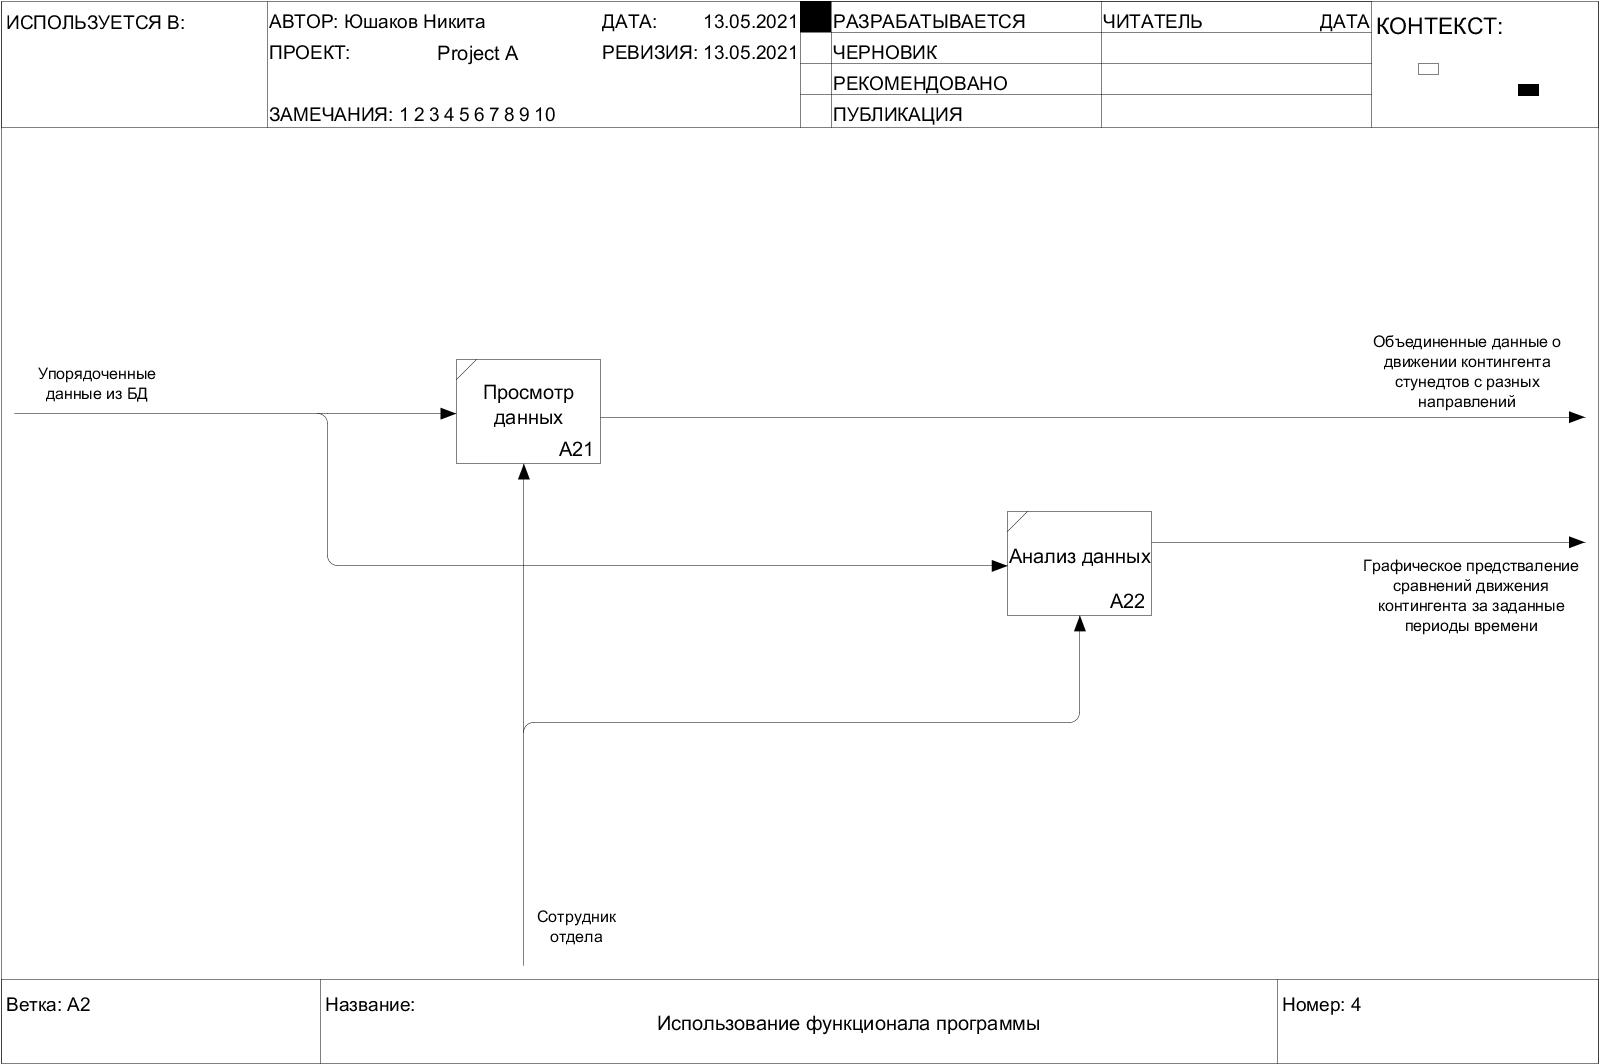 ИСПОЛЬЗУЕТСЯ В:
АВТОР: Юшаков Никита
ДАТА: 13.05.2021
ПРОЕКТ: Project A
РЕВИЗИЯ: 13.05.2021
ЗАМЕЧАНИЯ: 1 2 3 4 5 6 7 8 9 10
РАЗРАБАТЫВАЕТСЯ
ЧЕРНОВИК
РЕКОМЕНДОВАНО
ПУБЛИКАЦИЯ
ЧИТАТЕЛЬ
ДАТА
КОНТЕКСТ:
Упорядоченные
данные из БД
Просмотр
данных
A21
Объединенные данные о
движении контингента
стунедтов с разных
направлений
Анализ данных
A22
Графическое предстваление
сравнений движения
контингента за заданные
периоды времени
Сотрудник
отдела
Ветка: A2
Название:
Использование функционала программы
Номер: 4